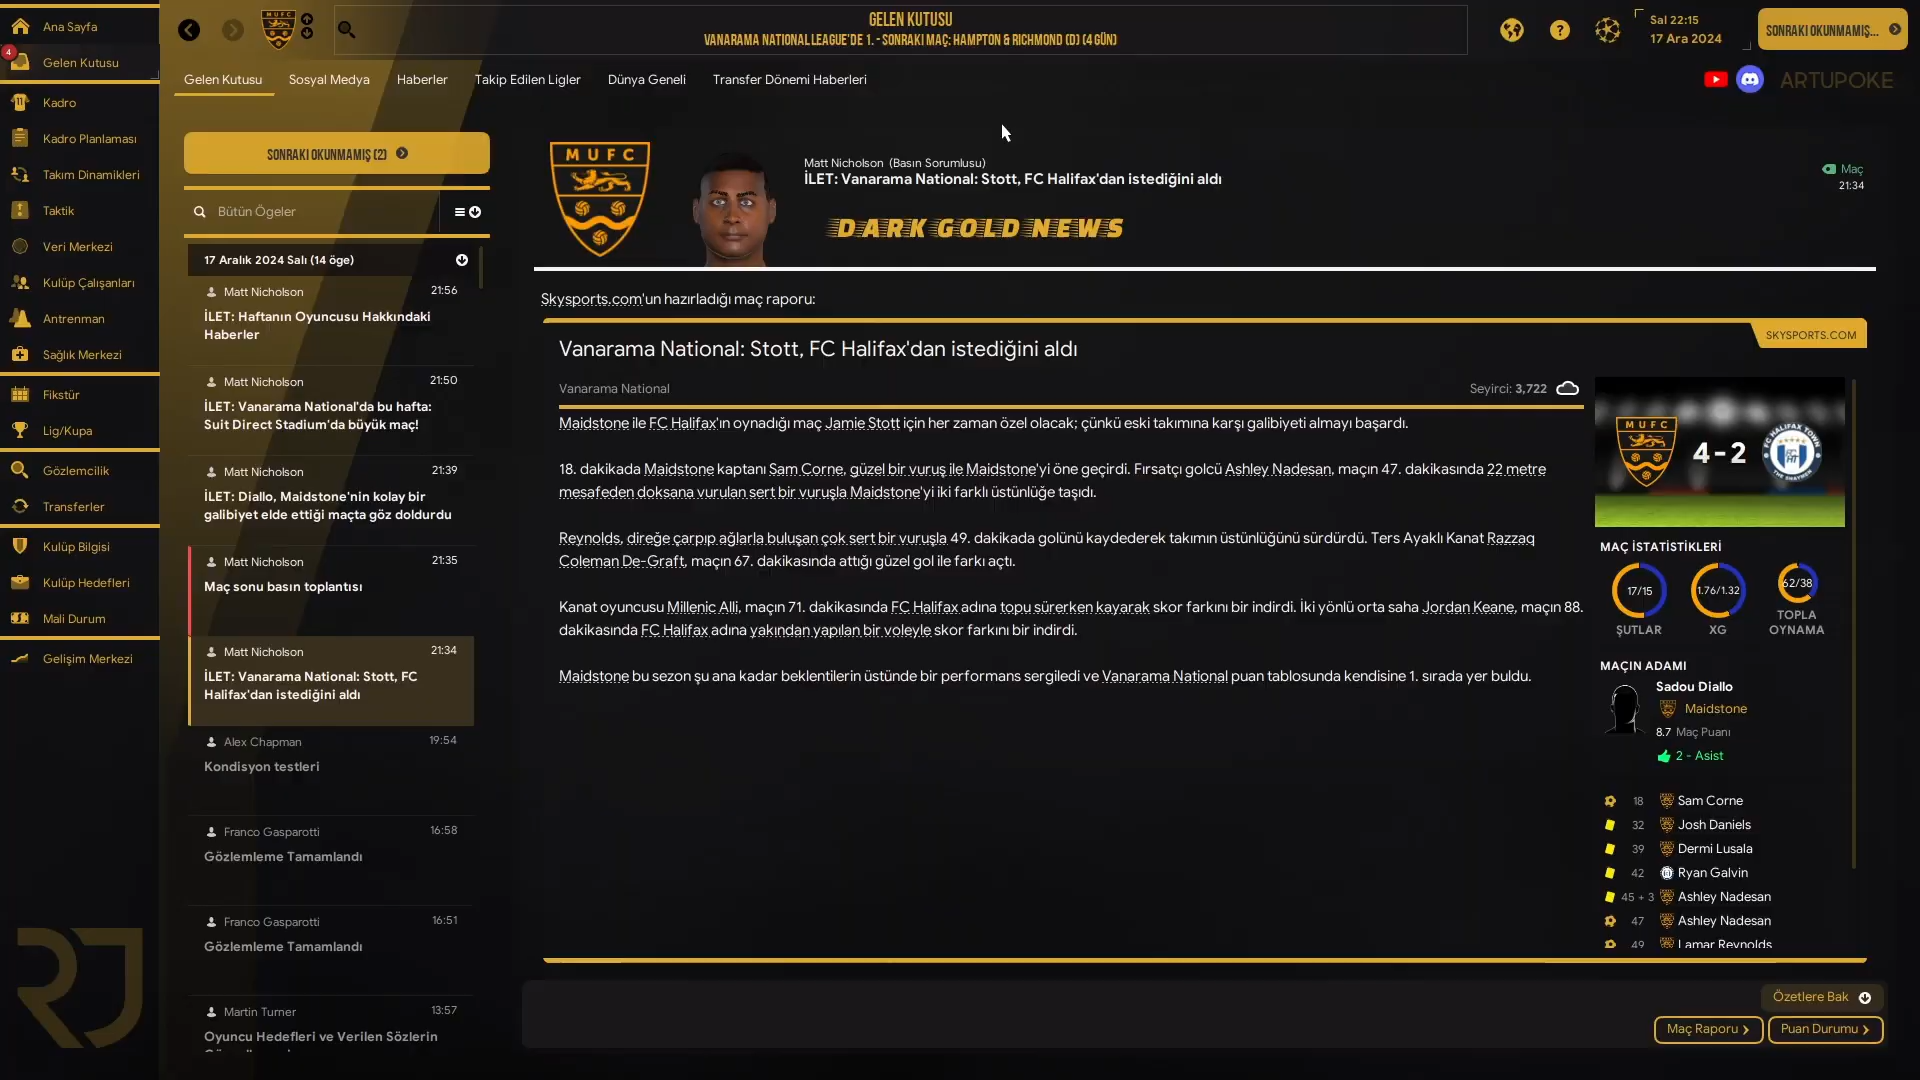 Ana Sayfa
4
Gelen Kutusu
Kadro
Kadro Planlaması
Takım Dinamikleri
Taktik
Veri Merkezi
Kulüp Çalışanları
Antrenman
Sağlık Merkezi
Fikstür
Lig/Kupa
Gözlemcilik
Transferler
Kulüp Bilgisi
Kulüp Hedefleri
Mali Durum
Gelişim Merkezi
RJ
MUFC
GELEN KUTUSU
VANARAMA NATIONAL LEAGUE'DE 1. - SONRAKİ MAÇ: HAMPTON & RICHMOND (D) (4 GÜN)
Sal 22:15
17 Ara 2024
SONRAKİ OKUNMAMIŞ...
Gelen Kutusu
Sosyal Medya
Haberler
Takip Edilen Ligler
Dünya Geneli
Transfer Dönemi Haberleri
ARTUPOKE
SONRAKİ OKUNMAMIŞ (2)
Bütün Ögeler
17 Aralık 2024 Salı (14 öge)
Matt Nicholson 21:56
İLET: Haftanın Oyuncusu Hakkındaki
Haberler
Matt Nicholson 21:50
İLET: Vanarama National'da bu hafta:
Suit Direct Stadium'da büyük maç!
Matt Nicholson 21:39
İLET: Diallo, Maidstone'nin kolay bir
galibiyet elde ettiği maçta göz doldurdu
Matt Nicholson 21:35
Maç sonu basın toplantısı
Matt Nicholson 21:34
İLET: Vanarama National: Stott, FC
Halifax'dan istediğini aldı
Alex Chapman 19:54
Kondisyon testleri
Franco Gasparotti 16:58
Gözlemleme Tamamlandı
Franco Gasparotti 16:51
Gözlemleme Tamamlandı
Martin Turner 13:57
Oyuncu Hedefleri ve Verilen Sözlerin
MUFC
Matt Nicholson (Basın Sorumlusu)
İLET: Vanarama National: Stott, FC Halifax'dan istediğini aldı
DARK GOLD NEWS
Maç
21:34
Skysports.com'un hazırladığı maç raporu:
SKYSPORTS.COM
Vanarama National: Stott, FC Halifax'dan istediğini aldı
Vanarama National
Seyirci: 3,722
Maidstone ile FC Halifax'ın oynadığı maç Jamie Stott için her zaman özel olacak; çünkü eski takımına karşı galibiyeti almayı başardı.
18. dakikada Maidstone kaptanı Sam Corne, güzel bir vuruş ile Maidstone'yi öne geçirdi. Fırsatçı golcü Ashley Nadesan, maçın 47. dakikasında 22 metre
mesafeden doksana vurulan sert bir vuruşla Maidstone'yi iki farklı üstünlüğe taşıdı.
Reynolds, direğe çarpıp ağlarla buluşan çok sert bir vuruşla 49. dakikada golünü kaydederek takımın üstünlüğünü sürdürdü. Ters Ayaklı Kanat Razzaq
Coleman De-Graft, maçın 67. dakikasında attığı güzel gol ile farkı açtı.
Kanat oyuncusu Millenic Alli, maçın 71. dakikasında FC Halifax adına topu sürerken kayarak skor farkını bir indirdi. İki yönlü orta saha Jordan Keane, maçın 88.
dakikasında FC Halifax adına yakından yapılan bir voleyle skor farkını bir indirdi.
Maidstone bu sezon şu ana kadar beklentilerin üstünde bir performans sergiledi ve Vanarama National puan tablosunda kendisine 1. sırada yer buldu.
MUFC
4-2
FC HALIFAX TOWN
MAÇ İSTATİSTİKLERİ
17/15
1.76/1.32
62/38
ŞUTLAR
XG
TOPLA
OYNAMA
MAÇIN ADAMI
Sadou Diallo
Maidstone
8.7 Maç Puanı
2 - Asist
18 Sam Corne
32 Josh Daniels
39 Dermi Lusala
42 Ryan Galvin
45 + 3 Ashley Nadesan
47 Ashley Nadesan
49 Lamar Reynolds
Özetlere Bak
Maç Raporu
Puan Durumu